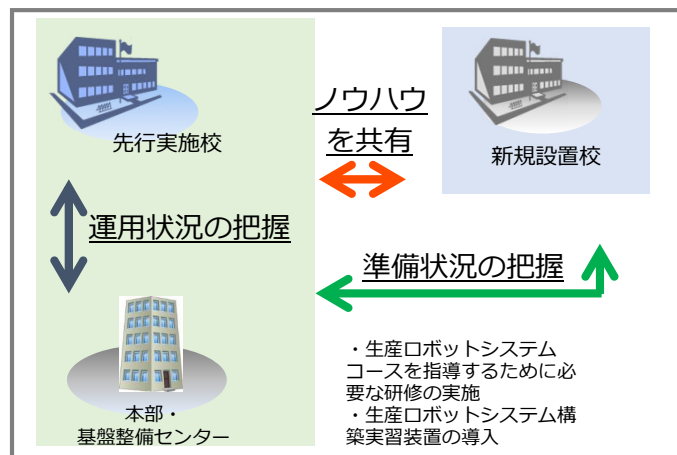 先行実施校
ノウハウ
を共有
新規設置校
運用状況の把握
準備状況の把握
本部・
基盤整備センター
・生産ロボットシステム
コースを指導するために必
要な研修の実施
・生産ロボットシステム構
築実習装置の導入